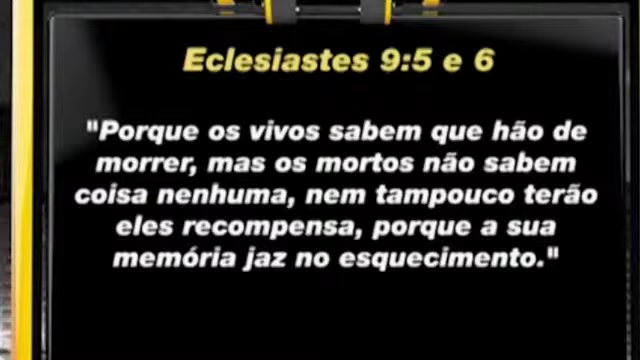 Eclesiastes 9:5 e 6
"Porque os vivos sabem que hão de
morrer, mas os mortos não sabem
coisa nenhuma, nem tampouco terão
eles recompensa, porque a sua
memória jaz no esquecimento."